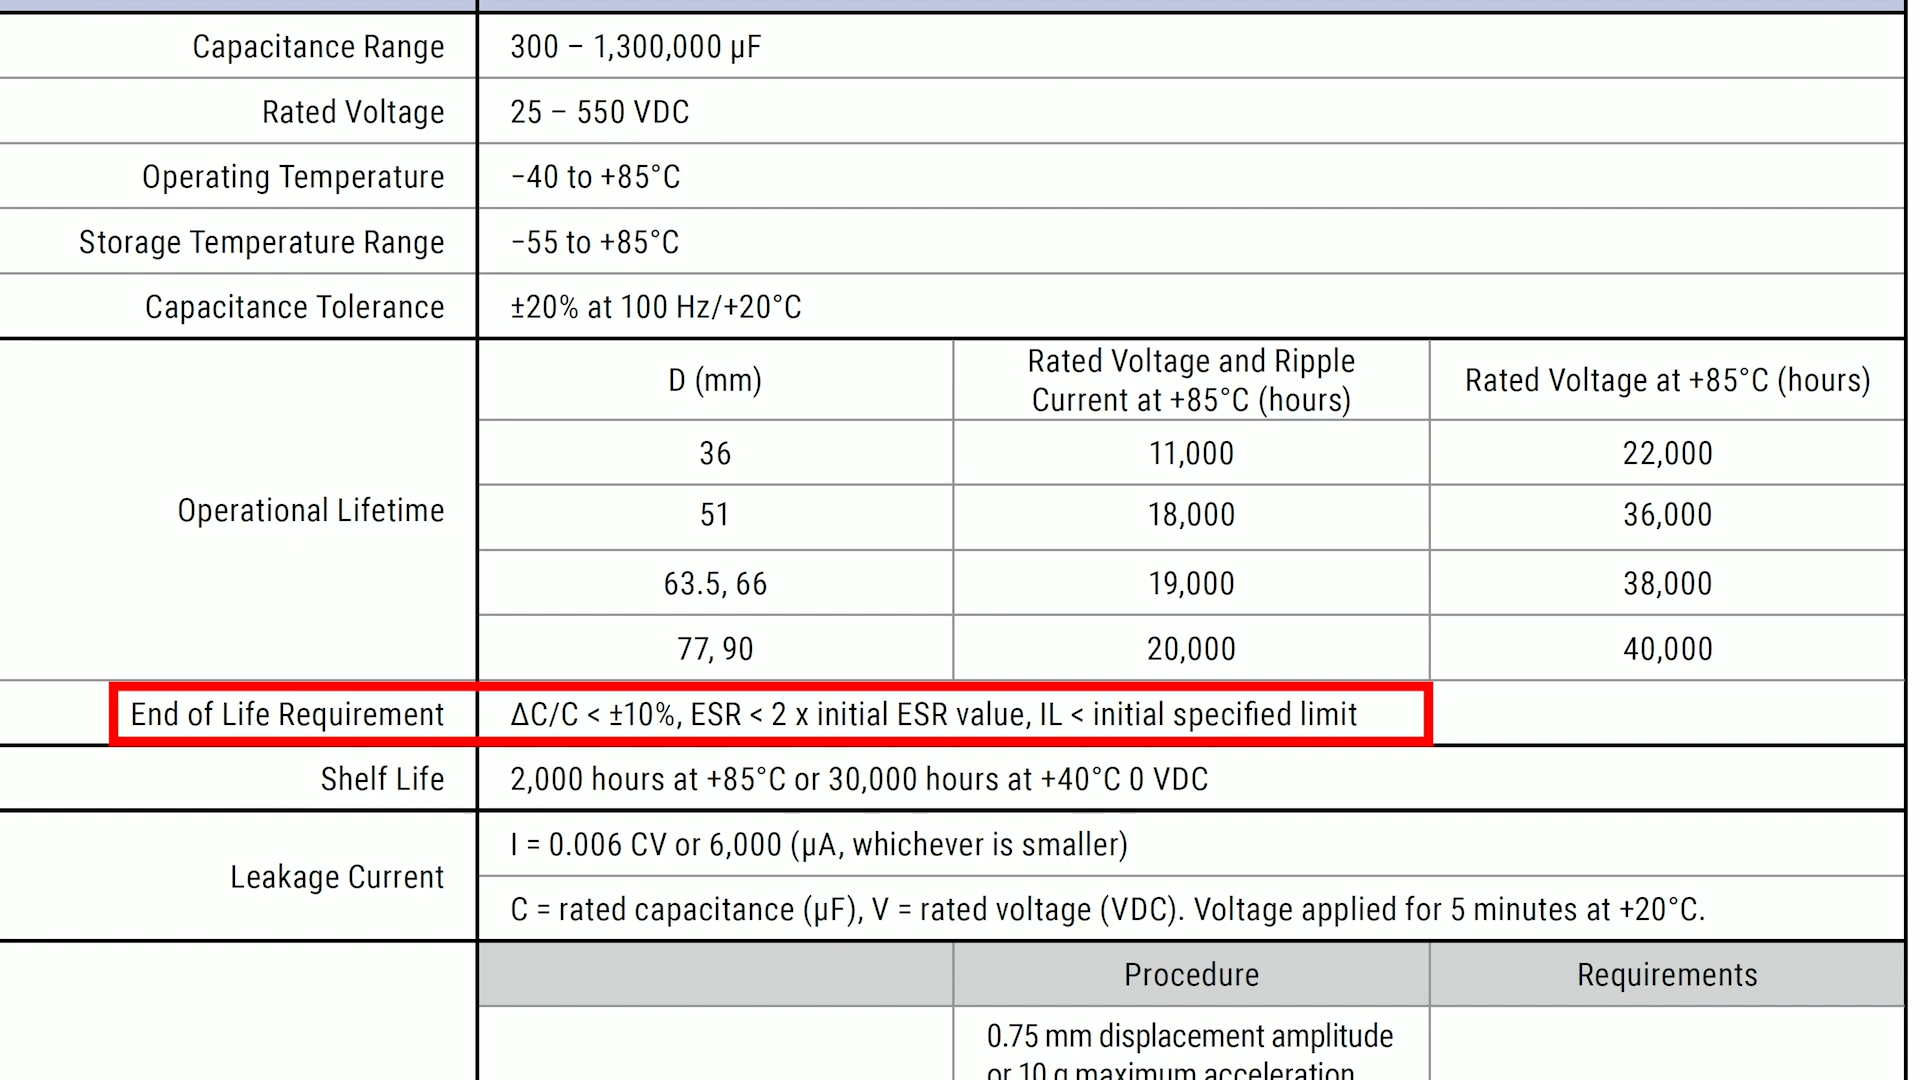 Capacitance Range 300 – 1,300,000 µF
Rated Voltage 25 – 550 VDC
Operating Temperature −40 to +85°C
Storage Temperature Range −55 to +85°C
Capacitance Tolerance ±20% at 100 Hz/+20°C
Operational Lifetime
D (mm)
Rated Voltage and Ripple
Current at +85°C (hours)
Rated Voltage at +85°C (hours)
36 11,000 22,000
51 18,000 36,000
63.5, 66 19,000 38,000
77, 90 20,000 40,000
End of Life Requirement ΔC/C < ±10%, ESR < 2 x initial ESR value, IL < initial specified limit
Shelf Life 2,000 hours at +85°C or 30,000 hours at +40°C 0 VDC
Leakage Current
I = 0.006 CV or 6,000 (µA, whichever is smaller)
C = rated capacitance (µF), V = rated voltage (VDC). Voltage applied for 5 minutes at +20°C.
Procedure Requirements
0.75 mm displacement amplitude
or 10 g maximum acceleration